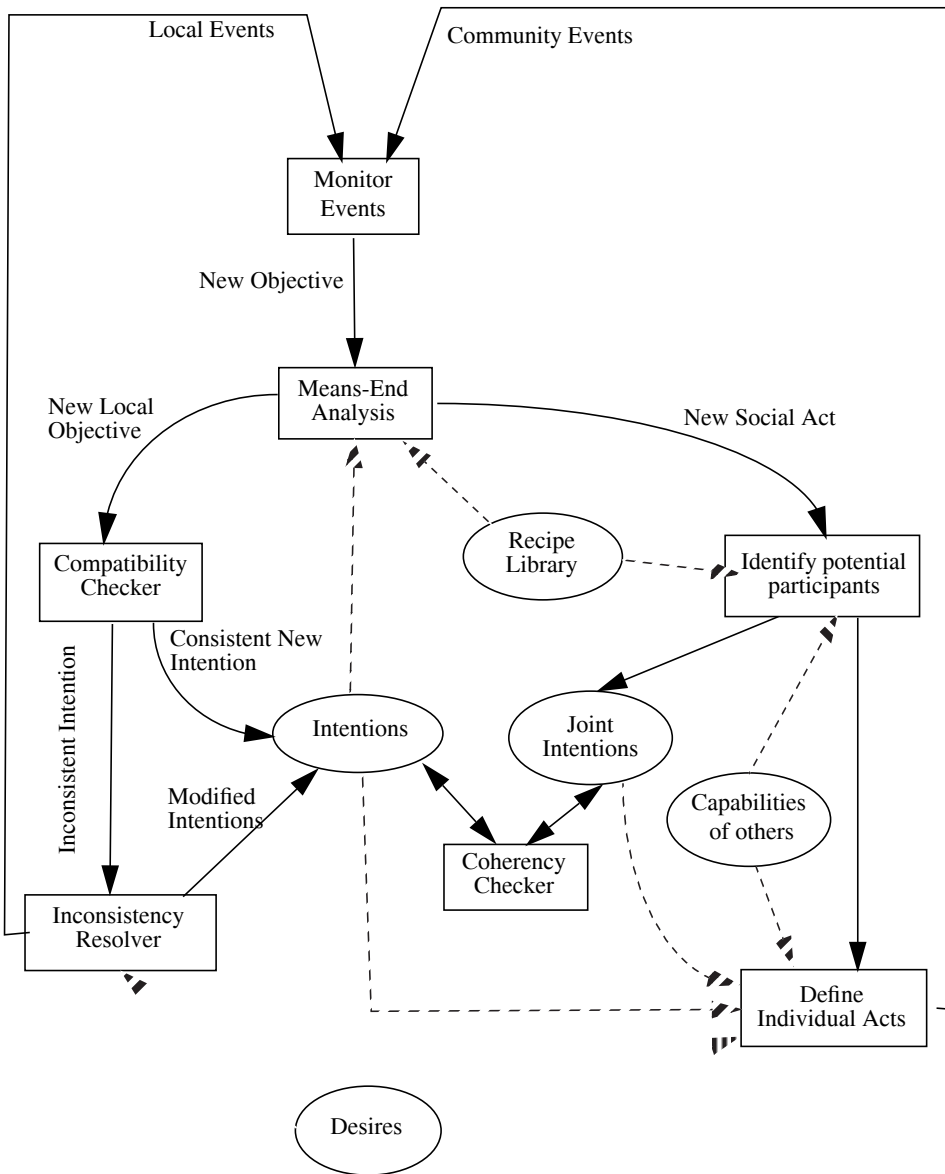 Local Events
Community Events
Monitor
Events
New Objective
Means-End
Analysis
New Local
Objective
New Social Act
Recipe
Library
Compatibility
Checker
Identify potential
participants
Consistent New
Intention
Inconsistent Intention
Intentions
Joint
Intentions
Modified
Intentions
Capabilities
of others
Coherency
Checker
Inconsistency
Resolver
Define
Individual Acts
Desires